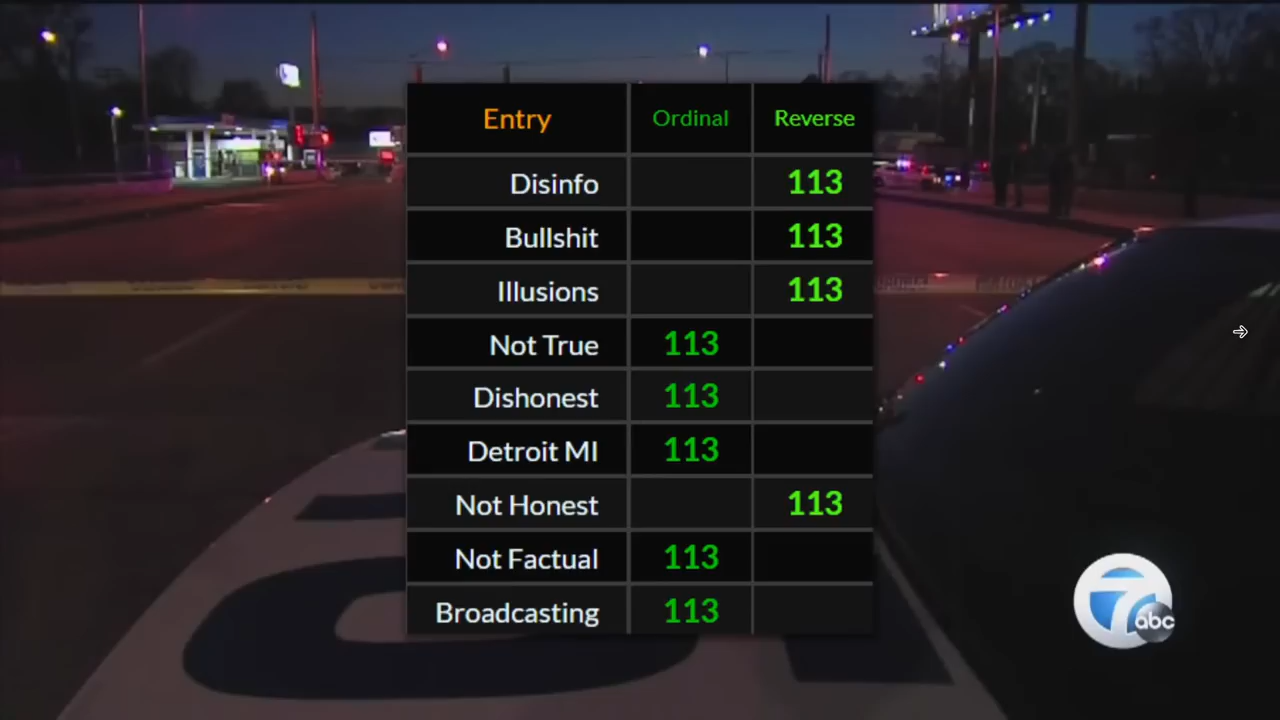 Entry Ordinal Reverse
Disinfo 113
Bullshit 113
Illusions 113
Not True 113
Dishonest 113
Detroit MI 113
Not Honest 113
Not Factual 113
Broadcasting 113
7 abc